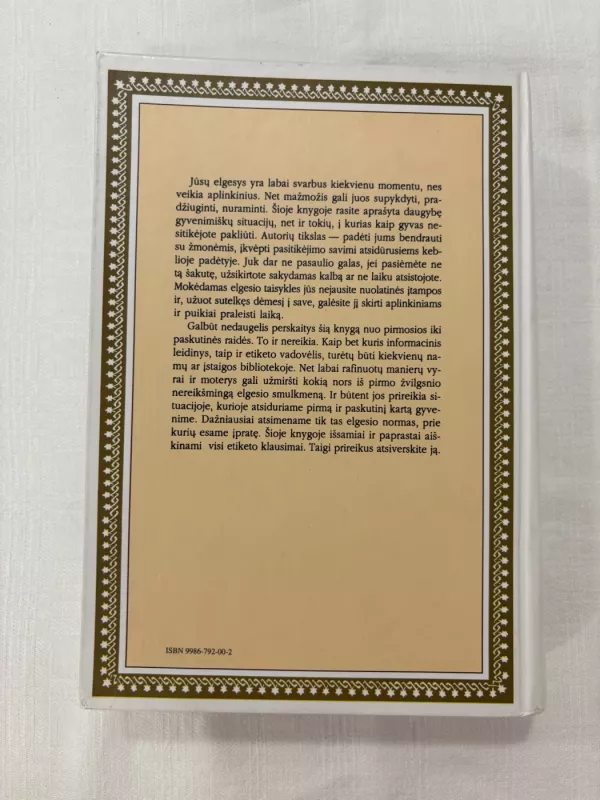 Jūsų elgesys yra labai svarbus kiekvienu momentu, nes
veikia aplinkinius. Net mažmožis gali juos supykdyti, pra-
džiuginti, nuraminti. Šioje knygoje rasite aprašyta daugybę
gyvenimiškų situacijų, net ir tokių, į kurias kaip gyvas ne-
sitikėjote pakliūti. Autorių tikslas — padėti jums bendrauti
su žmonėmis, įkvėpti pasitikėjimo savimi atsidūrusiems keb-
lioje padėtyje. Juk dar ne pasaulio galas, jei pasiėmėte ne
tą šakutę, užsikirtote sakydamas kalbą ar ne laiku atsistojote.
Mokėdamas elgesio taisykles jūs nejausite nuolatinės įtampos
ir, užuot sutelkęs dėmesį į save, galėsite jį skirti aplinkiniams
ir puikiai praleisti laiką.
Galbūt nedaugelis perskaitys šią knygą nuo pirmosios iki
paskutinės raidės. To ir nereikia. Kaip bet kuris informacinis
leidinys, taip ir etiketo vadovėlis, turėtų būti kiekvienų na-
mų ar įstaigos bibliotekoje. Net labai rafinuotų manierų vy-
rai ir moterys gali užmiršti kokią nors iš pirmo žvilgsnio
nereikšmingą elgesio smulkmeną. Ir būtent jos prireikia si-
tuacijoje, kurioje atsiduriame pirmą ir paskutinį kartą gyve-
nime. Dažniausiai atsimename tik tas elgesio normas, prie
kurių esame įpratę. Šioje knygoje išsamiai ir paprastai aiš-
kinami visi etiketo klausimai. Taigi prireikus atsiverskite ją.
ISBN 9986-792-00-2